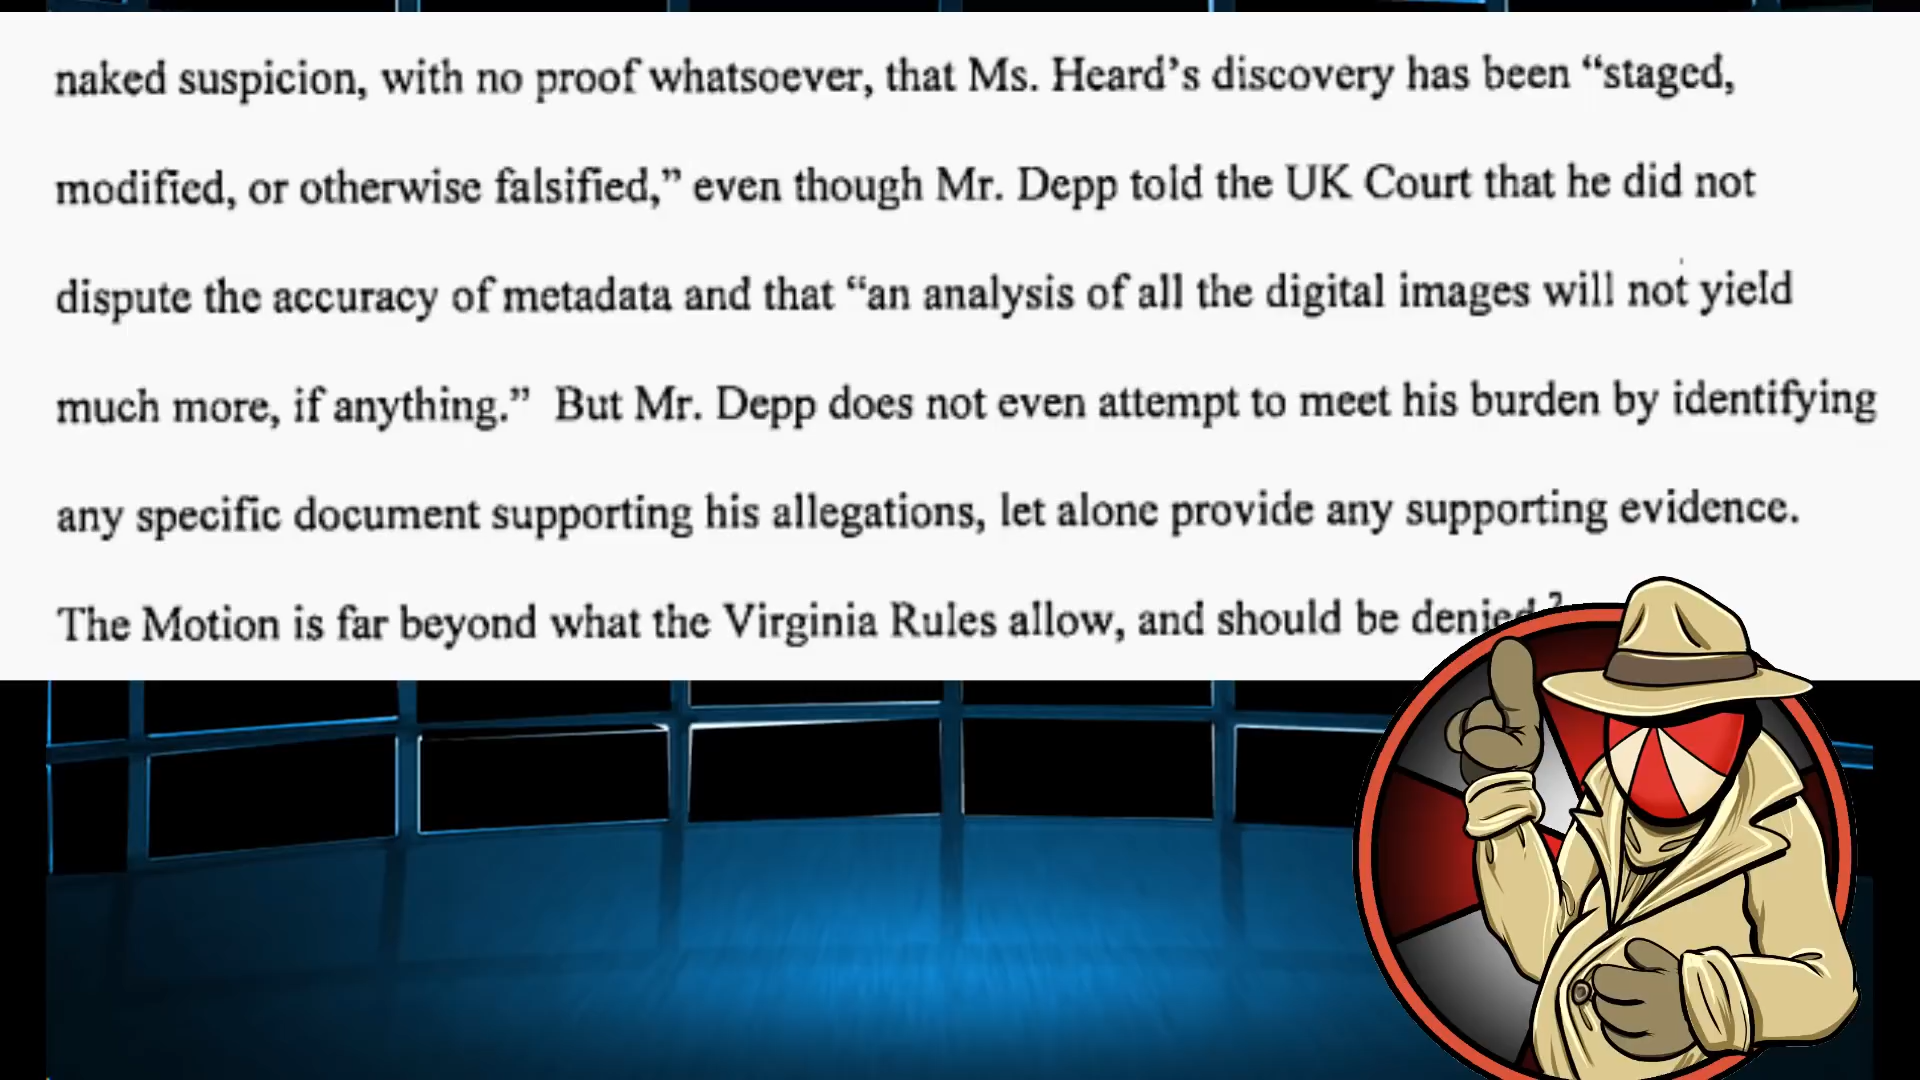 naked suspicion, with no proof whatsoever, that Ms. Heard's discovery has been “staged,
modified, or otherwise falsified,” even though Mr. Depp told the UK Court that he did not
dispute the accuracy of metadata and that “an analysis of all the digital images will not yield
much more, if anything.” But Mr. Depp does not even attempt to meet his burden by identifying
any specific document supporting his allegations, let alone provide any supporting evidence.
The Motion is far beyond what the Virginia Rules allow, and should be denied.²